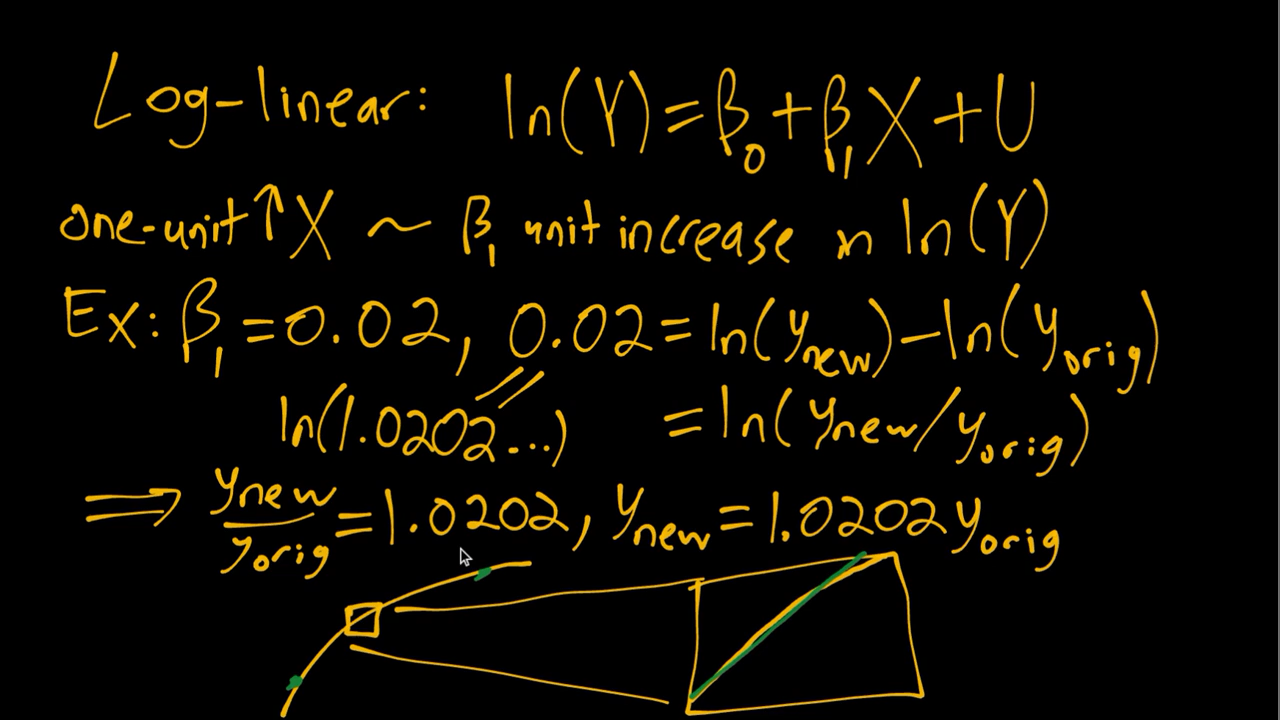 Log-linear: ln(Y)=β₀+β₁X+U
one-unit↑X ~ β₁ unit increase in ln(Y)
Ex: β₁=0.02, 0.02=ln(ynew)-ln(yorig)
ln(1.0202...) =ln(ynew/yorig)
⟹ ynew/yorig=1.0202, ynew=1.0202yorig